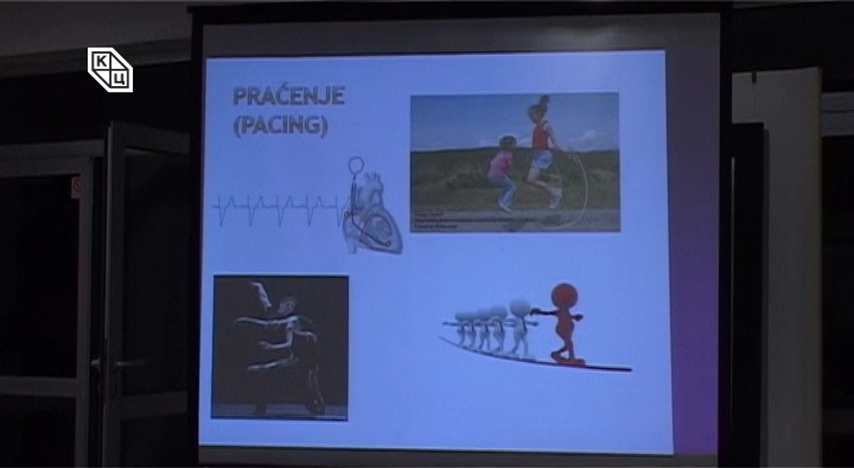 К
Ц
PRAĆENJE
(PACING)